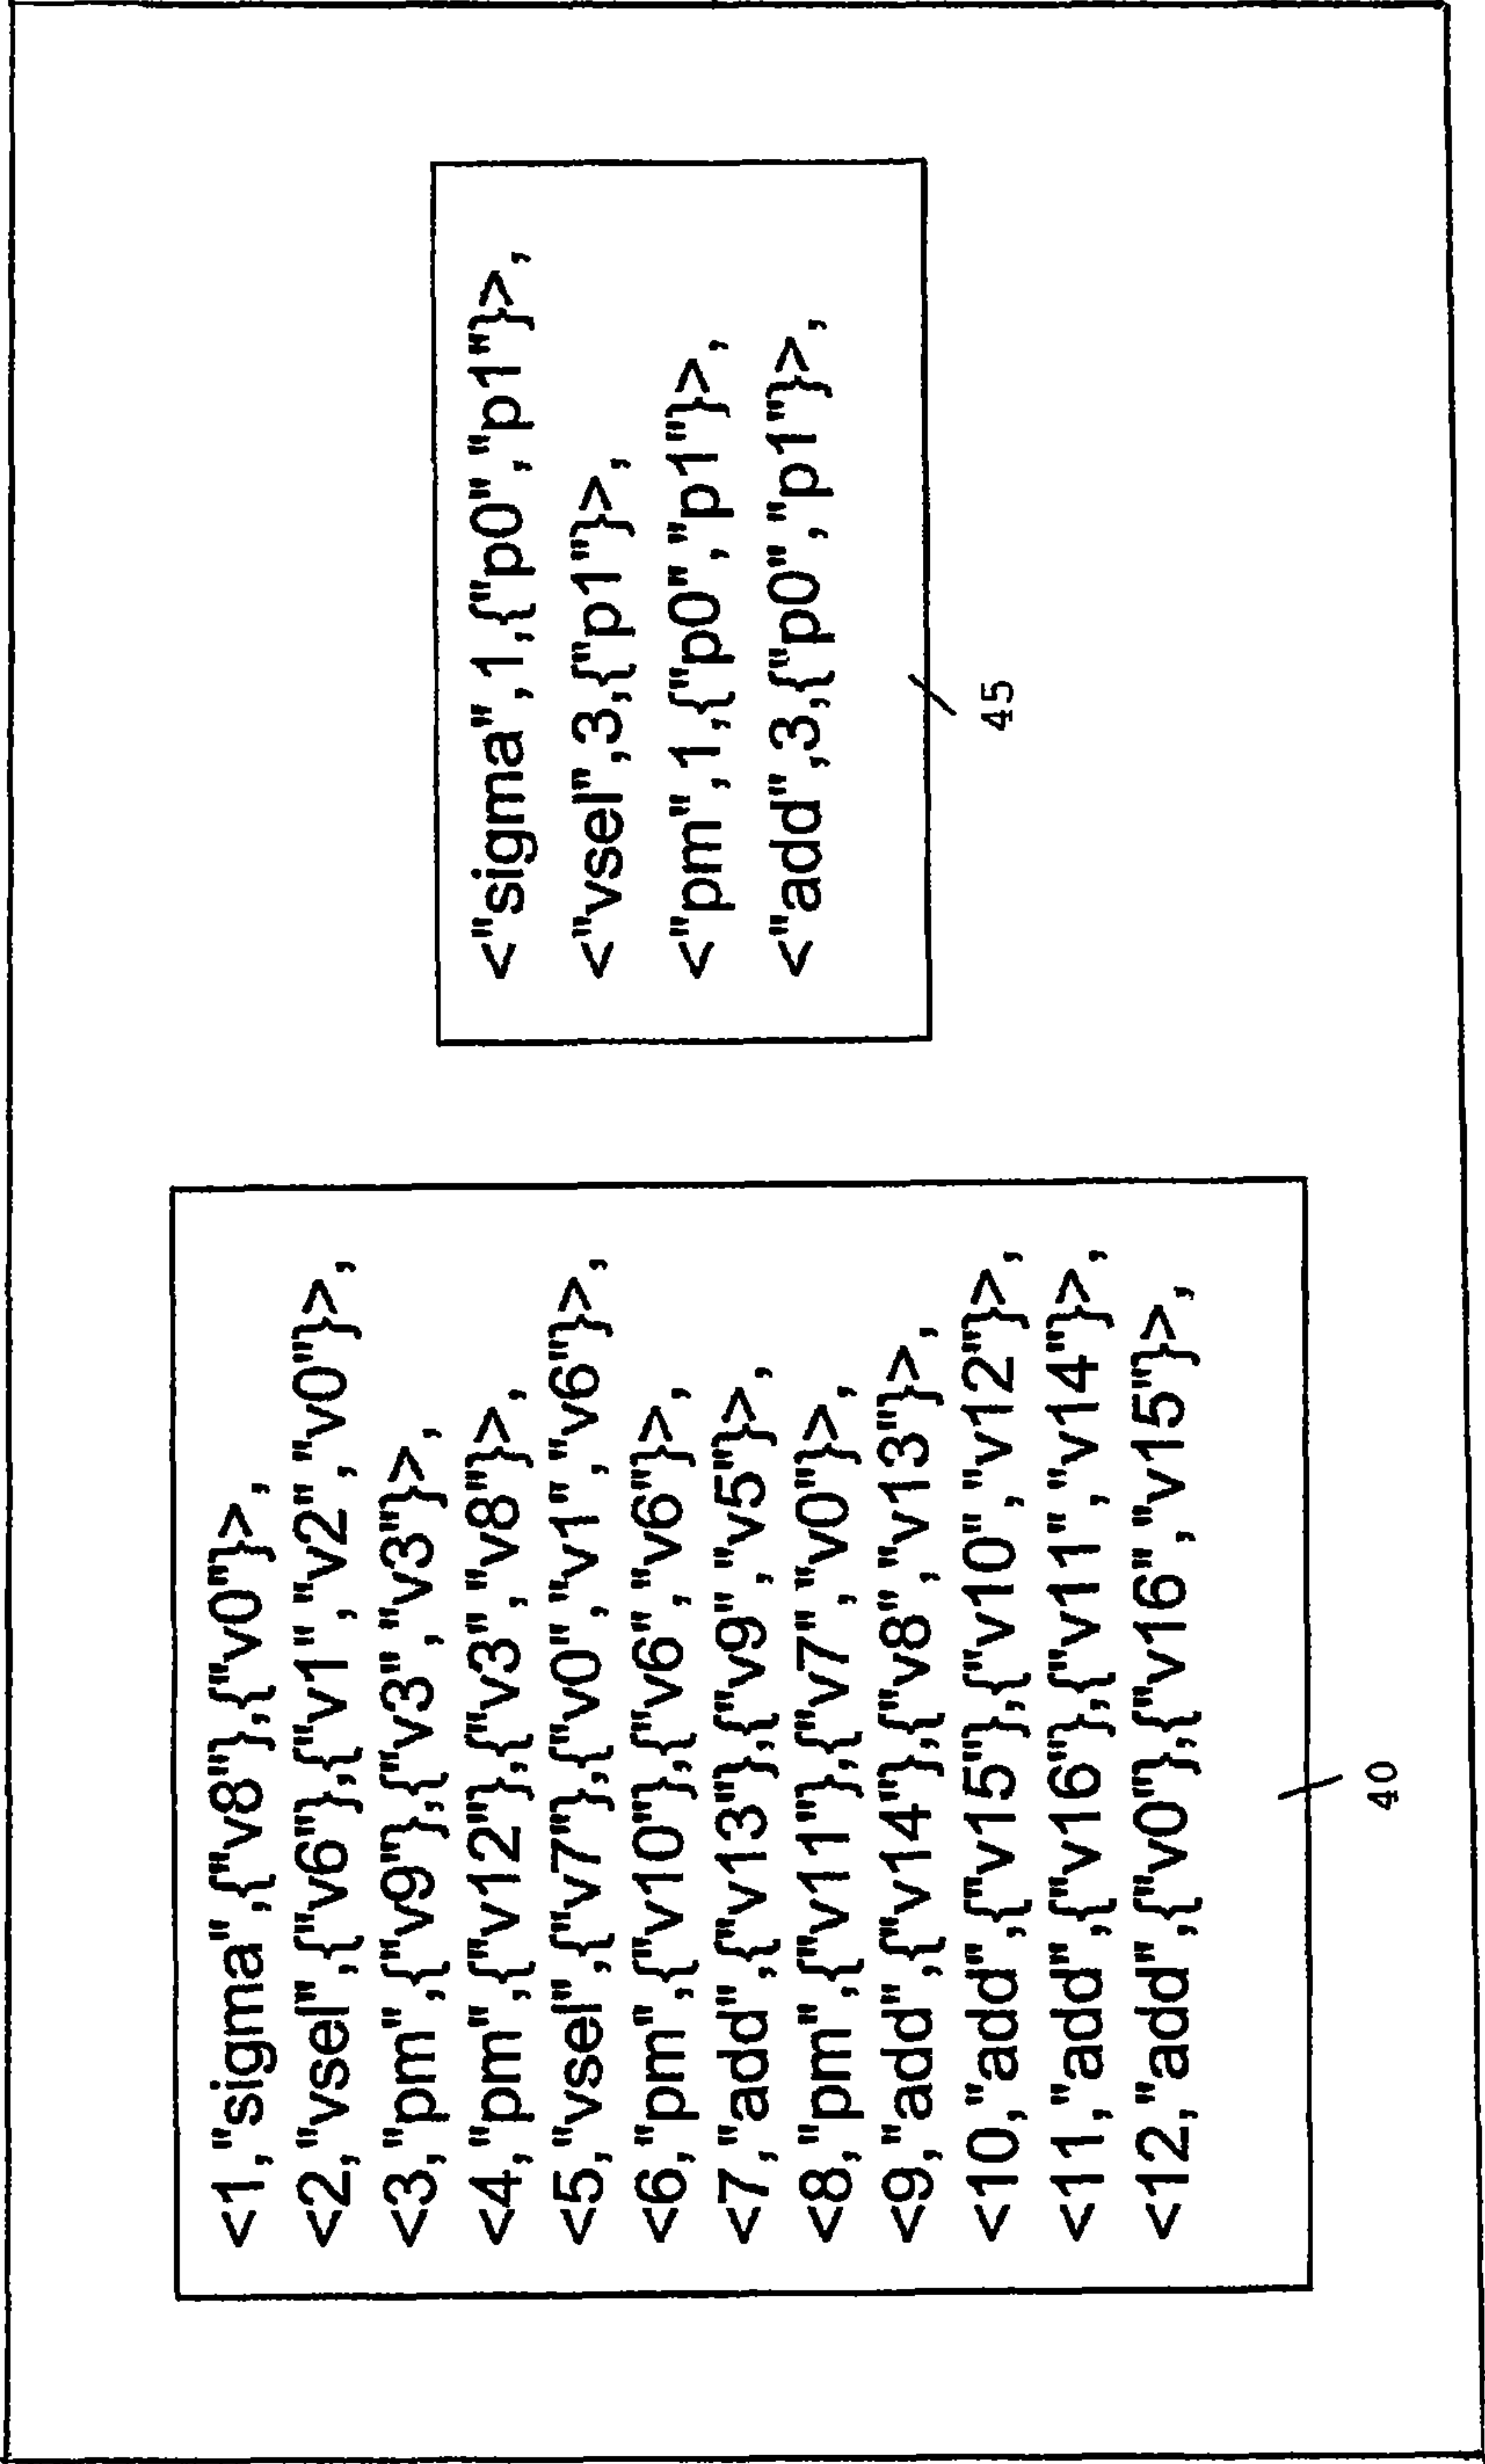 <1,"sigma",{"v8"},{"v0"}>,
<2,"vsel",{"v6"},{"v1","v2","v0"}>,
<3,"pm",{"v9"},{"v3","v3"}>,
<4,"pm",{"v12"},{"v3","v8"}>,
<5,"vsel",{"v7"},{"v0","v1","v6"}>,
<6,"pm",{"v10"},{"v6","v6"}>,
<7,"add",{"v13"},{"v9","v5"}>,
<8,"pm",{"v11"},{"v7","v0"}>,
<9,"add",{"v14"},{"v8","v13"}>,
<10,"add",{"v15"},{"v10","v12"}>,
<11,"add",{"v16"},{"v11","v14"}>,
<12,"add",{"v0"},{"v16","v15"}>,
40
<"sigma",1,{"p0","p1"}>,
<"vsel",3,{"p1"}>,
<"pm",1,{"p0","p1"}>,
<"add",3,{"p0","p1"}>,
45